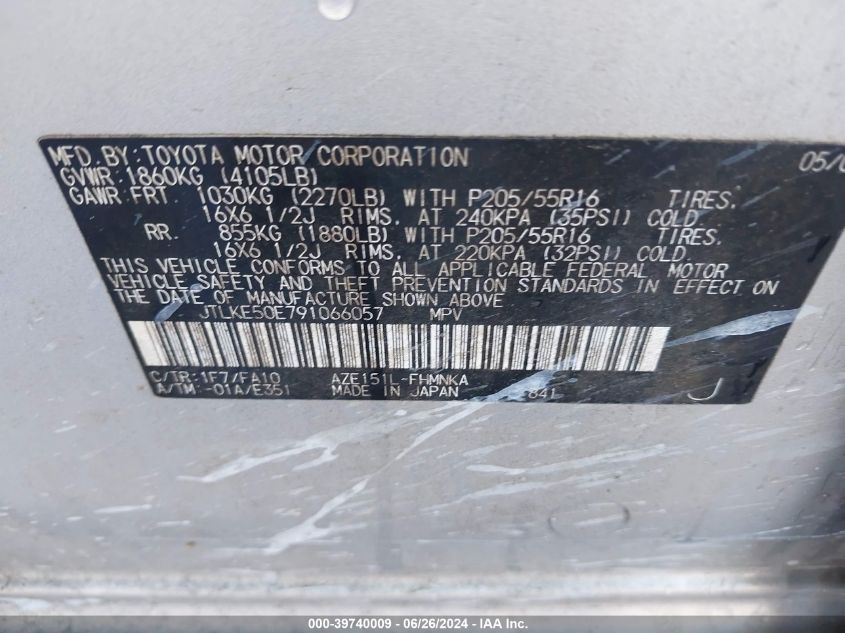 MFD. BY: TOYOTA MOTOR CORPORATION 05/0
GVWR: 1860KG (4105LB)
GAWR FRT 1030KG (2270LB) WITH P205/55R16 TIRES.
16X6 1/2J RIMS. AT 240KPA (35PSI) COLD
RR. 855KG (1880LB) WITH P205/55R16 TIRES.
16X6 1/2J RIMS. AT 220KPA (32PSI) COLD.
THIS VEHICLE CONFORMS TO ALL APPLICABLE FEDERAL MOTOR
VEHICLE SAFETY AND THEFT PREVENTION STANDARDS IN EFFECT ON
THE DATE OF MANUFACTURE SHOWN ABOVE
JTLKE50E791066057 MPV
C/TR: 1F7/FA10 AZE151L-FHMNKA
A/TM: -01A/E351 MADE IN JAPAN 841 J
000-39740009 - 06/26/2024 - IAA Inc.